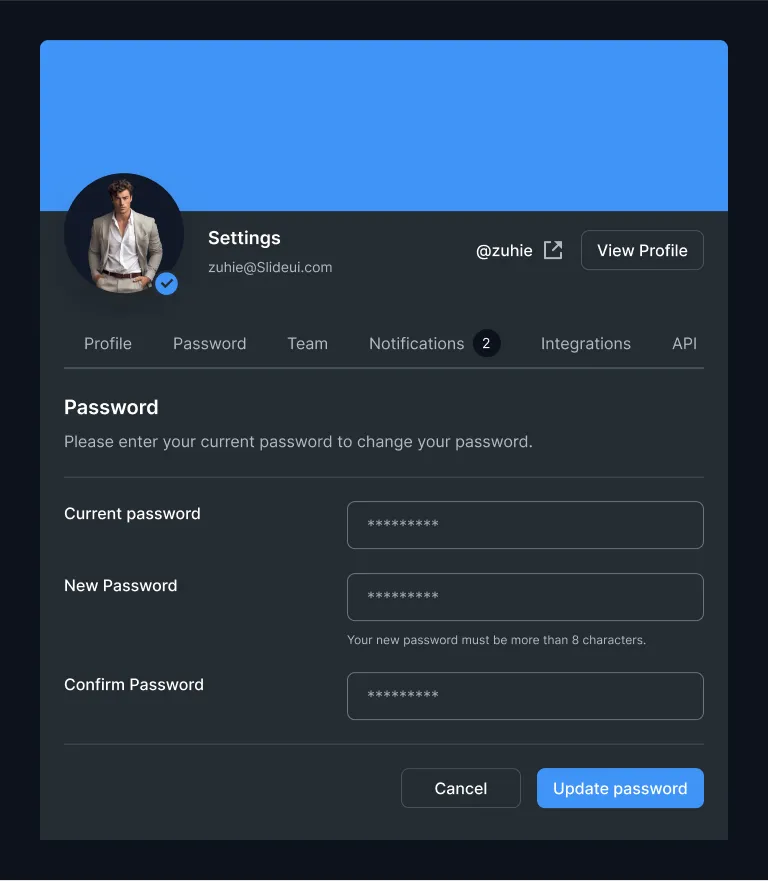 Settings
zuhie@Slideui.com
@zuhie
View Profile
Profile Password Team Notifications 2 Integrations API
Password
Please enter your current password to change your password.
Current password
*********
New Password
*********
Your new password must be more than 8 characters.
Confirm Password
*********
Cancel
Update password